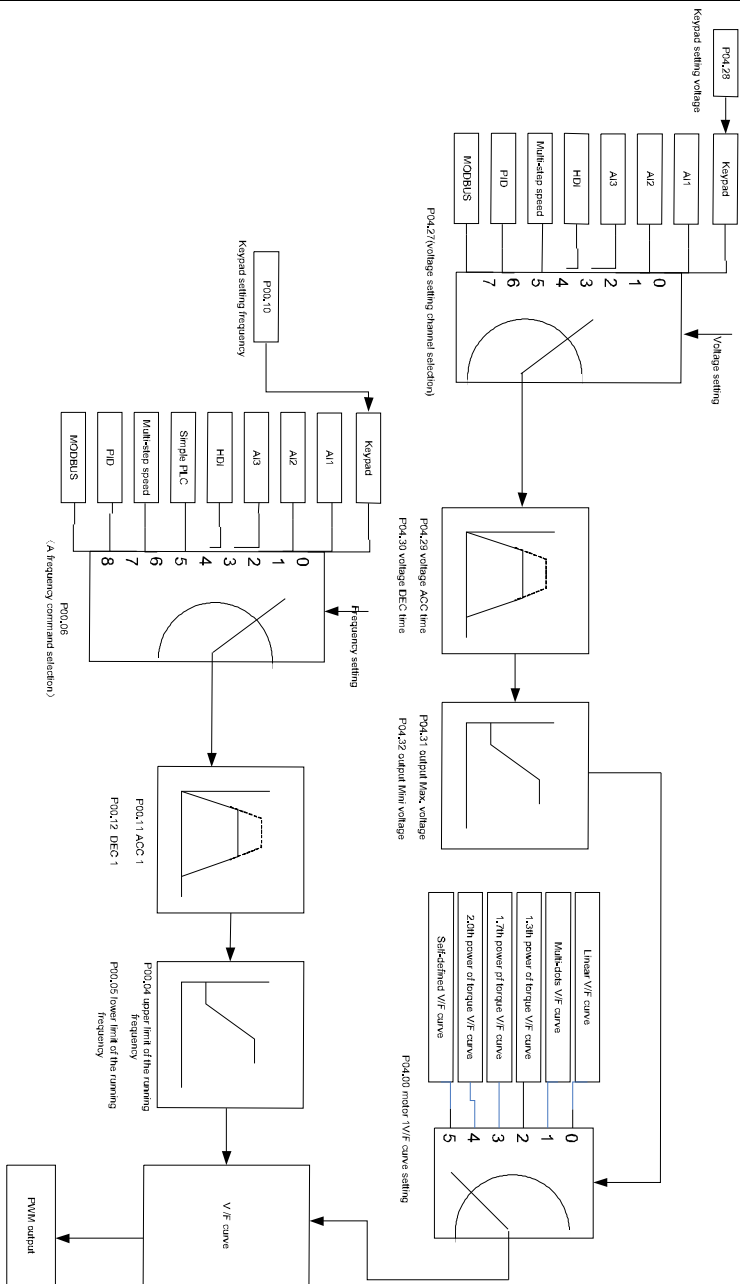 P04.28
Keypad setting voltage
Keypad
AI1
AI2
AI3
HDI
Multi-step speed
PID
MODBUS
0
1
2
3
4
5
6
7
P04.27(voltage setting channel selection)
Voltage setting
P04.29 voltage ACC time
P04.30 voltage DEC time
P04.31 output Max. voltage
P04.32 output Mini voltage
Linear V/F curve
Multi-dots V/F curve
1.3th power of torque V/F curve
1.7th power of torque V/F curve
2.0th power of torque V/F curve
Self-defined V/F curve
0
1
2
3
4
5
P04.00 motor 1V/F curve setting
P00.10
Keypad setting frequency
Keypad
AI1
AI2
AI3
HDI
Simple PLC
Multi-step speed
PID
MODBUS
0
1
2
3
4
5
6
7
8
Frequency setting
P00.06
(A frequency command selection)
P00.11 ACC 1
P00.12 DEC 1
P00.04 upper limit of the running
frequency
P00.05 lower limit of the running
frequency
V /F curve
PWM output